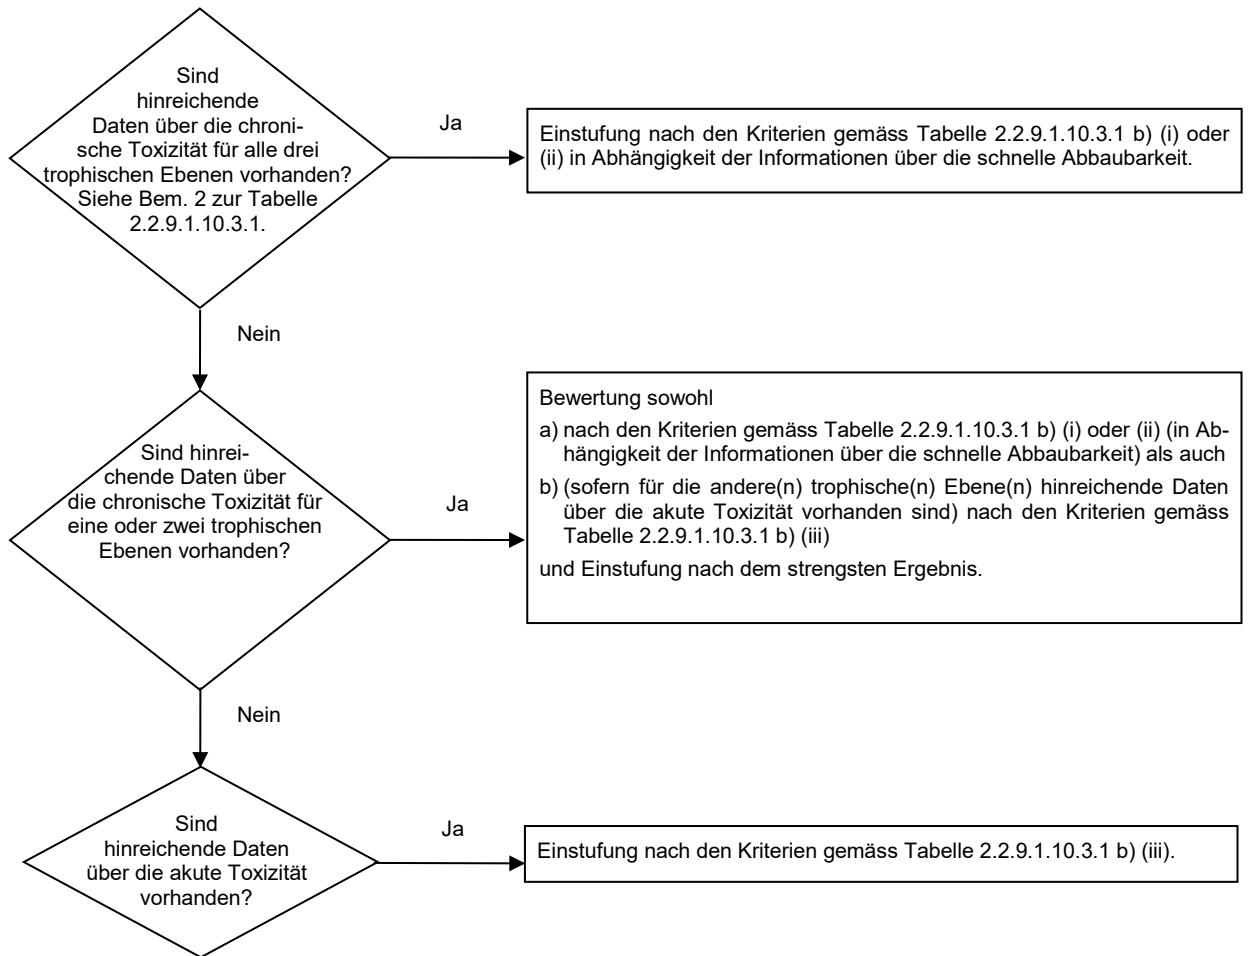 Sind
hinreichende
Daten über die chroni-
sche Toxizität für alle drei
trophischen Ebenen vorhanden?
Siehe Bem. 2 zur Tabelle
2.2.9.1.10.3.1.
Ja
Einstufung nach den Kriterien gemäss Tabelle 2.2.9.1.10.3.1 b) (i) oder
(ii) in Abhängigkeit der Informationen über die schnelle Abbaubarkeit.
Nein
Sind hinrei-
chende Daten über
die chronische Toxizität für
eine oder zwei trophischen
Ebenen vorhanden?
Ja
Bewertung sowohl
a) nach den Kriterien gemäss Tabelle 2.2.9.1.10.3.1 b) (i) oder (ii) (in Ab-
hängigkeit der Informationen über die schnelle Abbaubarkeit) als auch
b) (sofern für die andere(n) trophische(n) Ebene(n) hinreichende Daten
über die akute Toxizität vorhanden sind) nach den Kriterien gemäss
Tabelle 2.2.9.1.10.3.1 b) (iii)
und Einstufung nach dem strengsten Ergebnis.
Nein
Sind
hinreichende Daten
über die akute Toxizität
vorhanden?
Ja
Einstufung nach den Kriterien gemäss Tabelle 2.2.9.1.10.3.1 b) (iii).